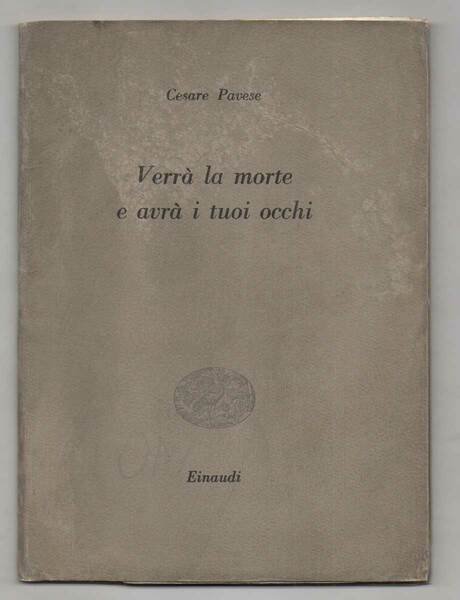 Cesare Pavese
Verrà la morte
e avrà i tuoi occhi
Einaudi